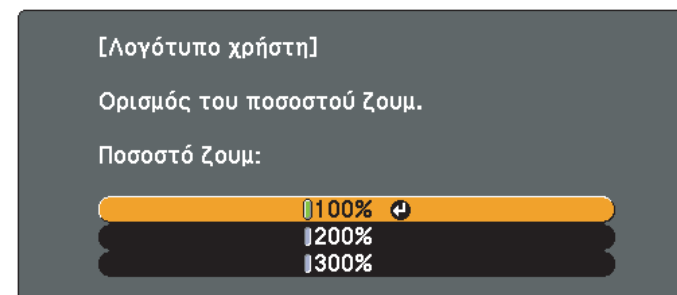 [Λογότυπο χρήστη]
Ορισμός του ποσοστού ζουμ.
Ποσοστό ζουμ:
100%
200%
300%